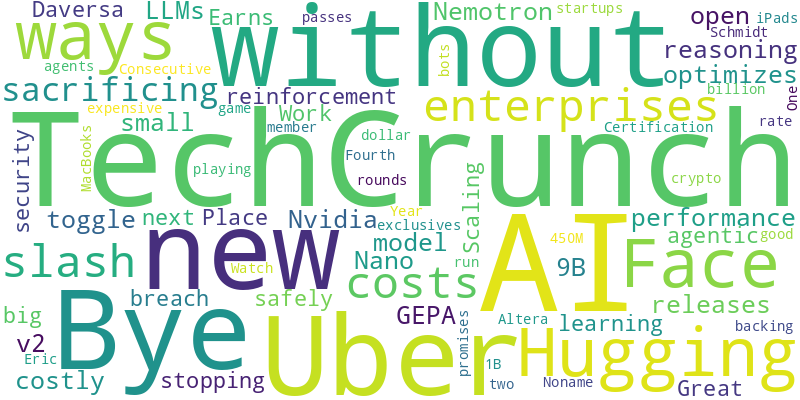 Daversa LLMs Earns passes Nemotron startups open iPads
ways without Schmidt
agents Consecutive bots reasoning
sacrificing reinforcement optimizes
expensive game Work enterprises billion One
small member Certification rate
TechCrunch
security MacBooks playing dollar Fourth rounds crypto
toggle next Place Nvidia Year exclusives Scaling performance
new AI Face
slash Watch model Nano costs 450M 9B agentic good
Bye breach safely run releases
big GEPA promises Altera learning backing
v2 Uber Hugging
Eric 1B
costly stopping two Noname Great